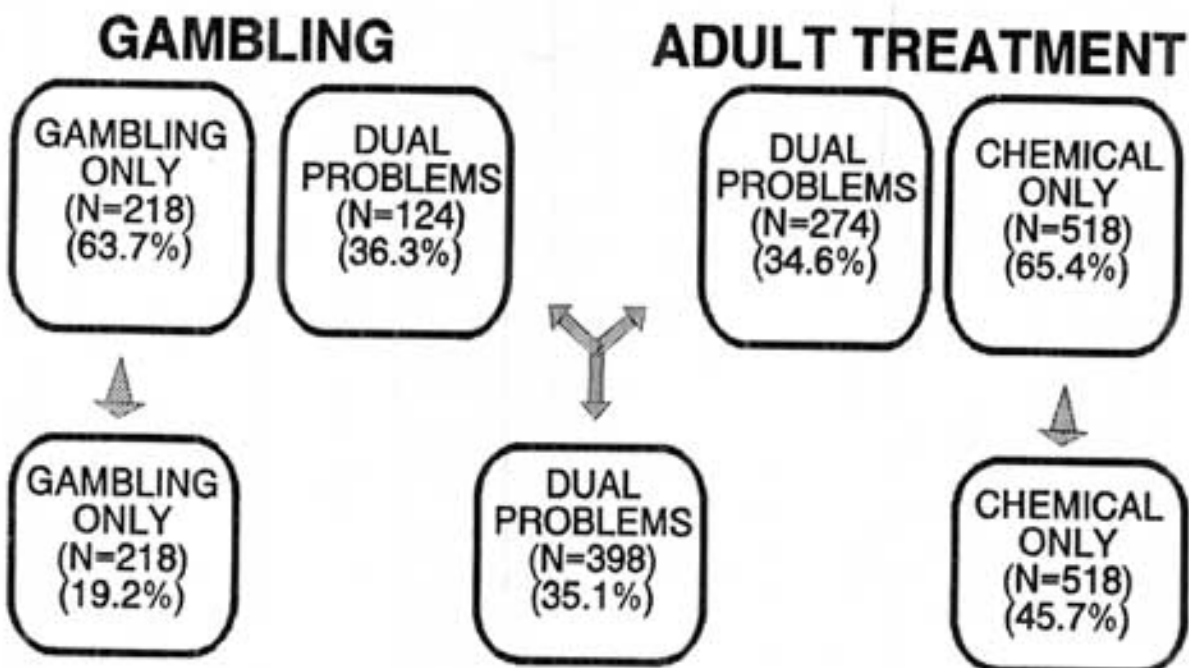 GAMBLING
GAMBLING
ONLY
(N=218)
(63.7%)
DUAL
PROBLEMS
(N=124)
(36.3%)
ADULT TREATMENT
DUAL
PROBLEMS
(N=274)
(34.6%)
CHEMICAL
ONLY
(N=518)
(65.4%)
GAMBLING
ONLY
(N=218)
(19.2%)
DUAL
PROBLEMS
(N=398)
(35.1%)
CHEMICAL
ONLY
(N=518)
(45.7%)